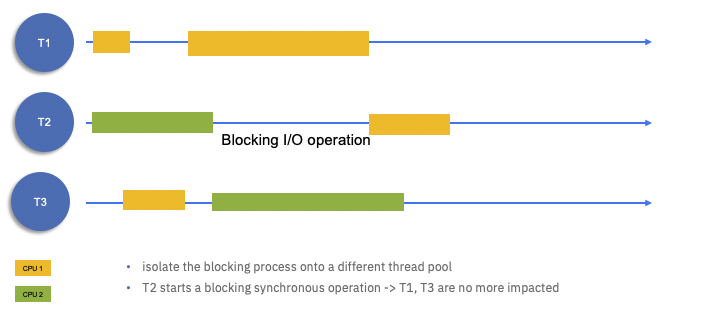 T1
T2
Blocking I/O operation
T3
CPU 1
• isolate the blocking process onto a different thread pool
CPU 2
• T2 starts a blocking synchronous operation -> T1, T3 are no more impacted